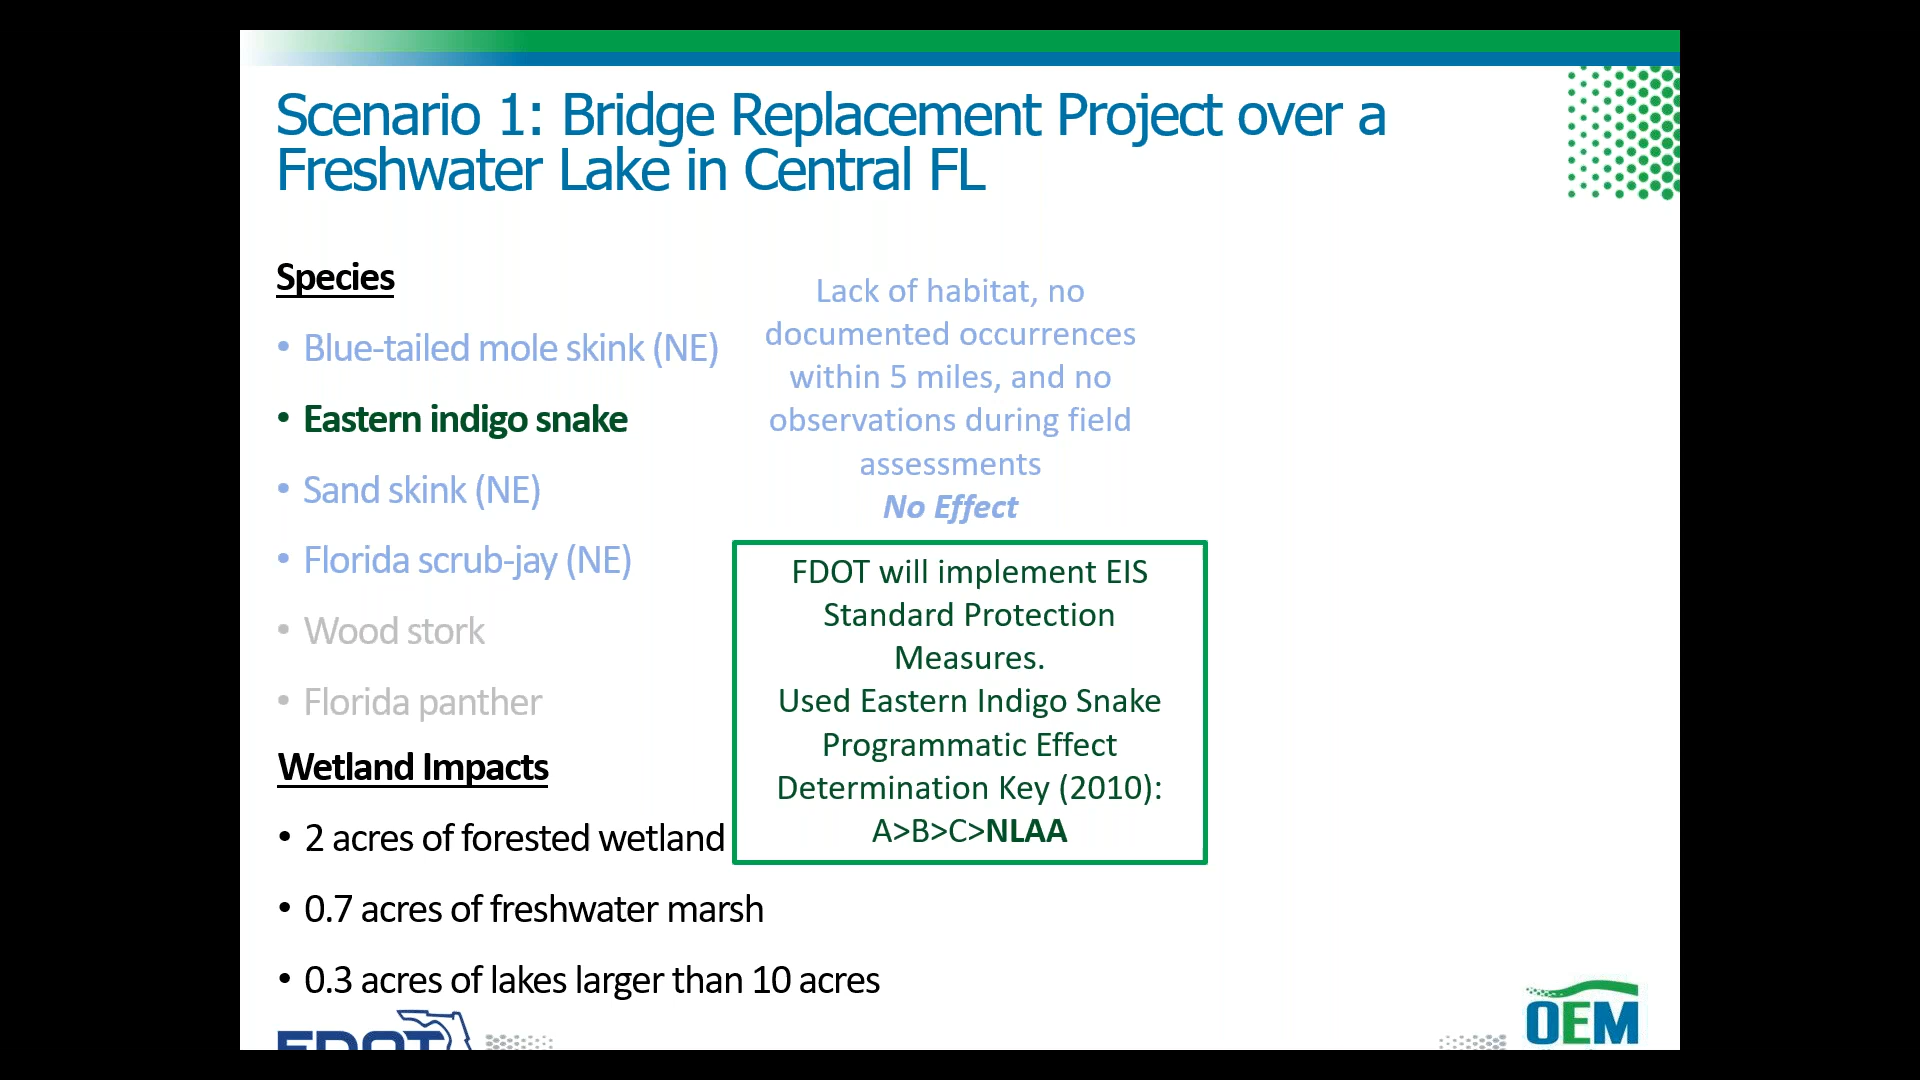 Scenario 1: Bridge Replacement Project over a
Freshwater Lake in Central FL
Species
• Blue-tailed mole skink (NE)
• Eastern indigo snake
• Sand skink (NE)
• Florida scrub-jay (NE)
• Wood stork
• Florida panther
Lack of habitat, no
documented occurrences
within 5 miles, and no
observations during field
assessments
No Effect
FDOT will implement EIS
Standard Protection
Measures.
Used Eastern Indigo Snake
Programmatic Effect
Determination Key (2010):
A>B>C>NLAA
Wetland Impacts
• 2 acres of forested wetland
• 0.7 acres of freshwater marsh
• 0.3 acres of lakes larger than 10 acres
FDOT
OEM